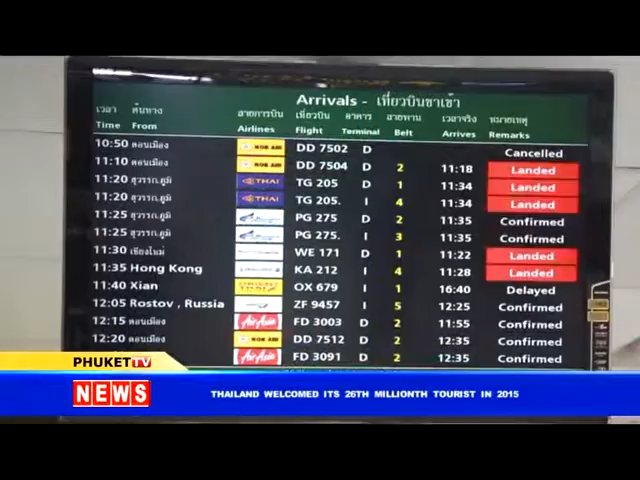 Arrivals - เที่ยวบินขาเข้า
เวลา ต้นทาง สายการบิน เที่ยวบิน อาคาร สายพาน เวลาจริง หมายเหตุ
Time From Airlines Flight Terminal Belt Arrives Remarks
10:50 ดอนเมือง NOK AIR DD 7502 D Cancelled
11:10 ดอนเมือง NOK AIR DD 7504 D 2 11:18 Landed
11:20 สุวรรณภูมิ THAI TG 205 D 1 11:34 Landed
11:20 สุวรรณภูมิ THAI TG 205. I 4 11:34 Landed
11:25 สุวรรณภูมิ PG 275 D 2 11:35 Confirmed
11:25 สุวรรณภูมิ PG 275. I 3 11:35 Confirmed
11:30 เชียงใหม่ WE 171 D 1 11:22 Landed
11:35 Hong Kong KA 212 I 4 11:28 Landed
11:40 Xian ORIENT THAI OX 679 I 1 16:40 Delayed
12:05 Rostov , Russia ZF 9457 I 5 12:25 Confirmed
12:15 ดอนเมือง AirAsia FD 3003 D 2 11:55 Confirmed
12:20 ดอนเมือง NOK AIR DD 7512 D 2 12:35 Confirmed
AirAsia FD 3091 D 2 12:35 Confirmed
PHUKET TV
NEWS THAILAND WELCOMED ITS 26TH MILLIONTH TOURIST IN 2015